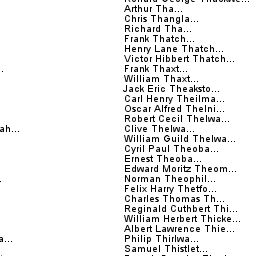 Arthur Tha...
Chris Thangla...
Richard Tha...
Frank Thatch...
Henry Lane Thatch...
Victor Hibbert Thatch...
Frank Thaxt...
William Thaxt...
Jack Eric Theaksto...
Carl Henry Theilma...
Oscar Alfred Thelni...
Robert Cecil Thelwa...
ah... Clive Thelwa...
William Guild Thelwa...
Cyril Paul Theoba...
Ernest Theoba...
Edward Moritz Theom...
Norman Theophil...
Felix Harry Thetfo...
Charles Thomas Th...
Reginald Cuthbert Thi...
William Herbert Thicke...
Albert Lawrence Thie...
a... Philip Thirlwa...
Samuel Thistlet...